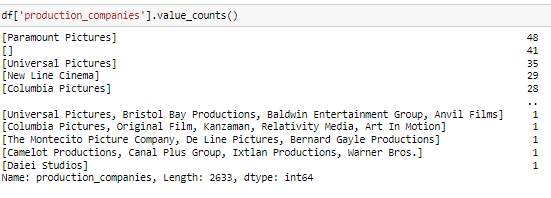 df['production_companies'].value_counts()
[Paramount Pictures] 48
[] 41
[Universal Pictures] 35
[New Line Cinema] 29
[Columbia Pictures] 28
..
[Universal Pictures, Bristol Bay Productions, Baldwin Entertainment Group, Anvil Films] 1
[Columbia Pictures, Original Film, Kanzaman, Relativity Media, Art In Motion] 1
[The Montecito Picture Company, De Line Pictures, Bernard Gayle Productions] 1
[Camelot Productions, Canal Plus Group, Ixtlan Productions, Warner Bros.] 1
[Daiei Studios] 1
Name: production_companies, Length: 2633, dtype: int64